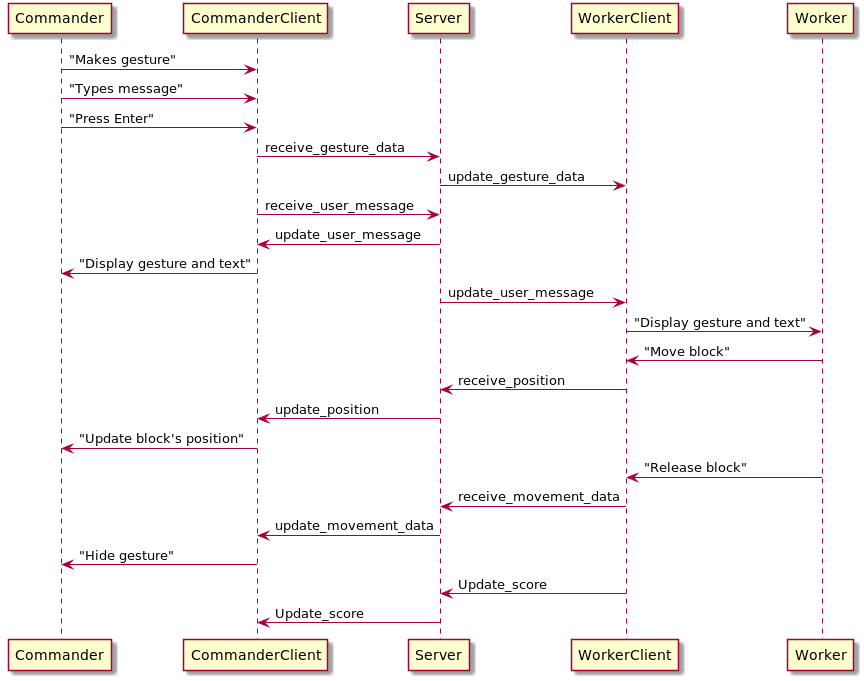 Commander CommanderClient Server WorkerClient Worker
"Makes gesture"
"Types message"
"Press Enter"
receive_gesture_data
update_gesture_data
receive_user_message
update_user_message
"Display gesture and text"
update_user_message
"Display gesture and text"
"Move block"
receive_position
update_position
"Update block's position"
"Release block"
receive_movement_data
update_movement_data
"Hide gesture"
Update_score
Update_score
Commander CommanderClient Server WorkerClient Worker